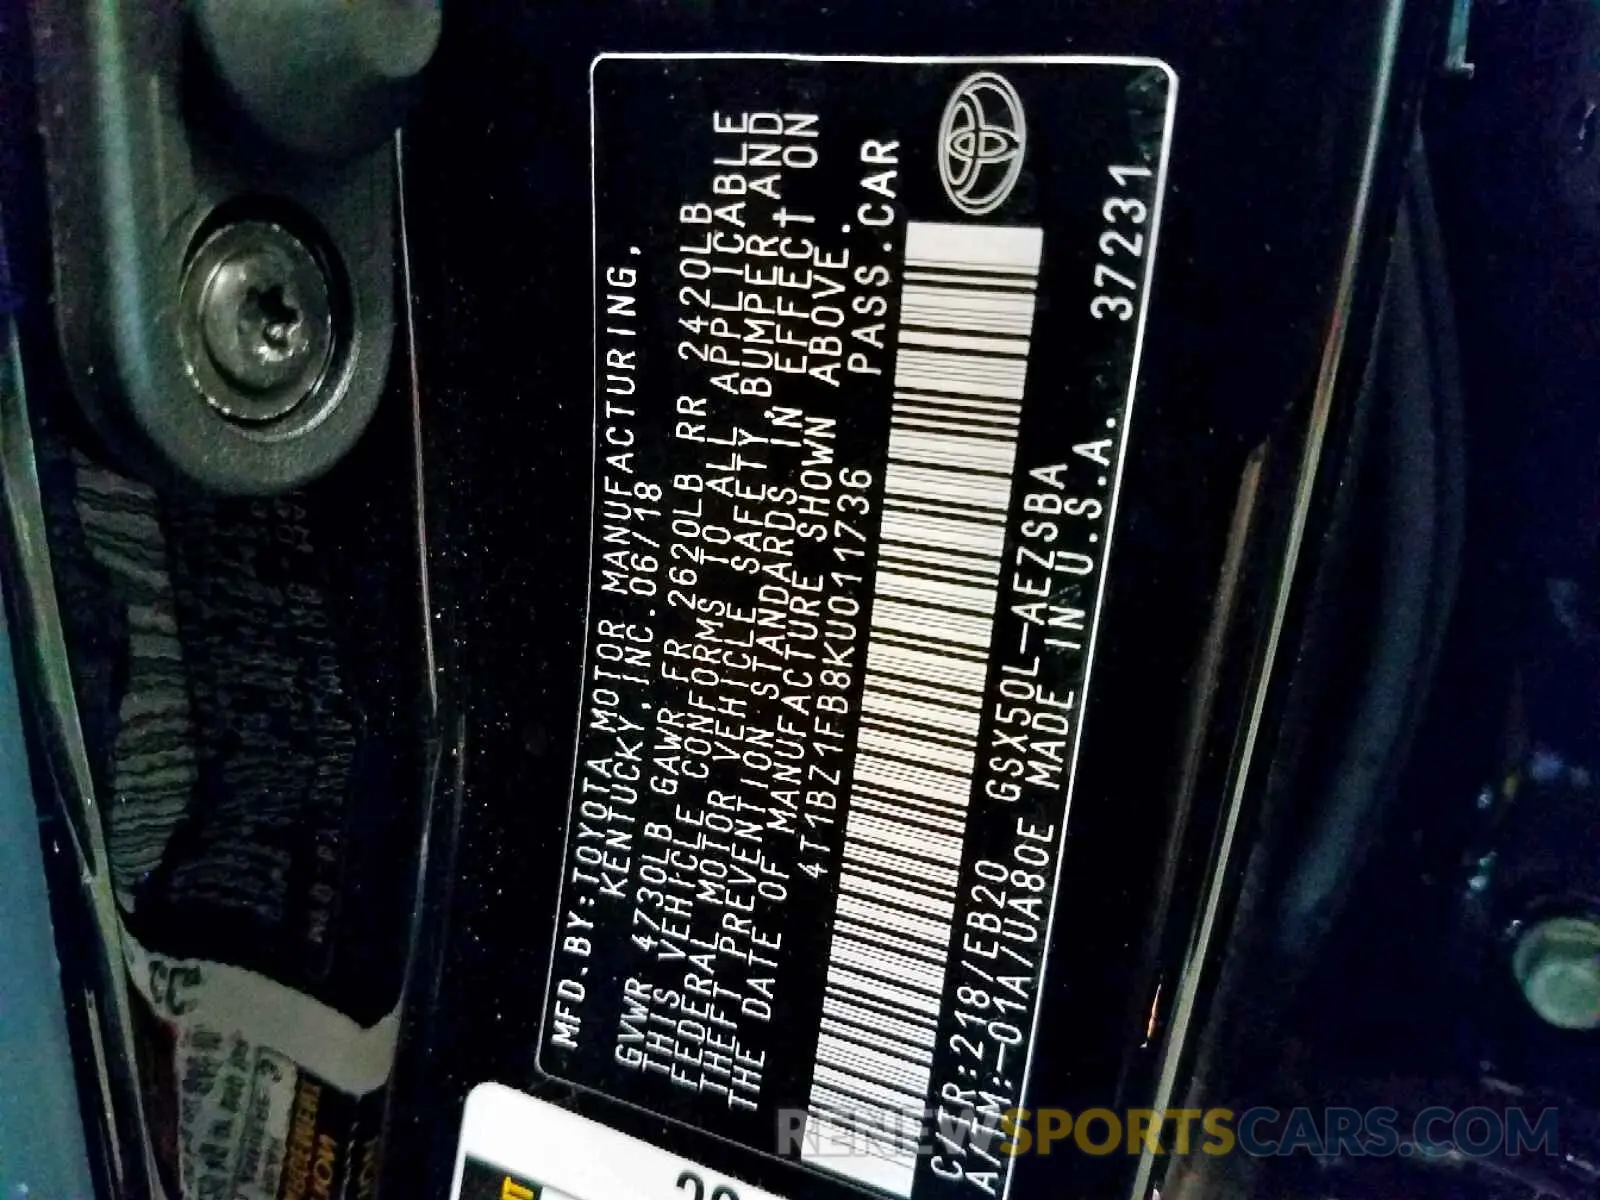 MFD.BY:TOYOTA MOTOR MANUFACTURING,
KENTUCKY,INC.06/18
GVWR 4730LB GAWR FR 2620LB RR 2420LB
THIS VEHICLE CONFORMS TO ALL APPLICABLE
FEDERAL MOTOR VEHICLE SAFETY,BUMPER,AND
THEFT PREVENTION STANDARDS IN EFFECT ON
THE DATE OF MANUFACTURE SHOWN ABOVE.
4T1BZ1FB8KU011736 PASS.CAR
C/TR:218/EB20 GSX50L-AEZSBA
A/TM:-01A/UA80E MADE IN U.S.A. 37231
RENEWSPORTSCARS.COM